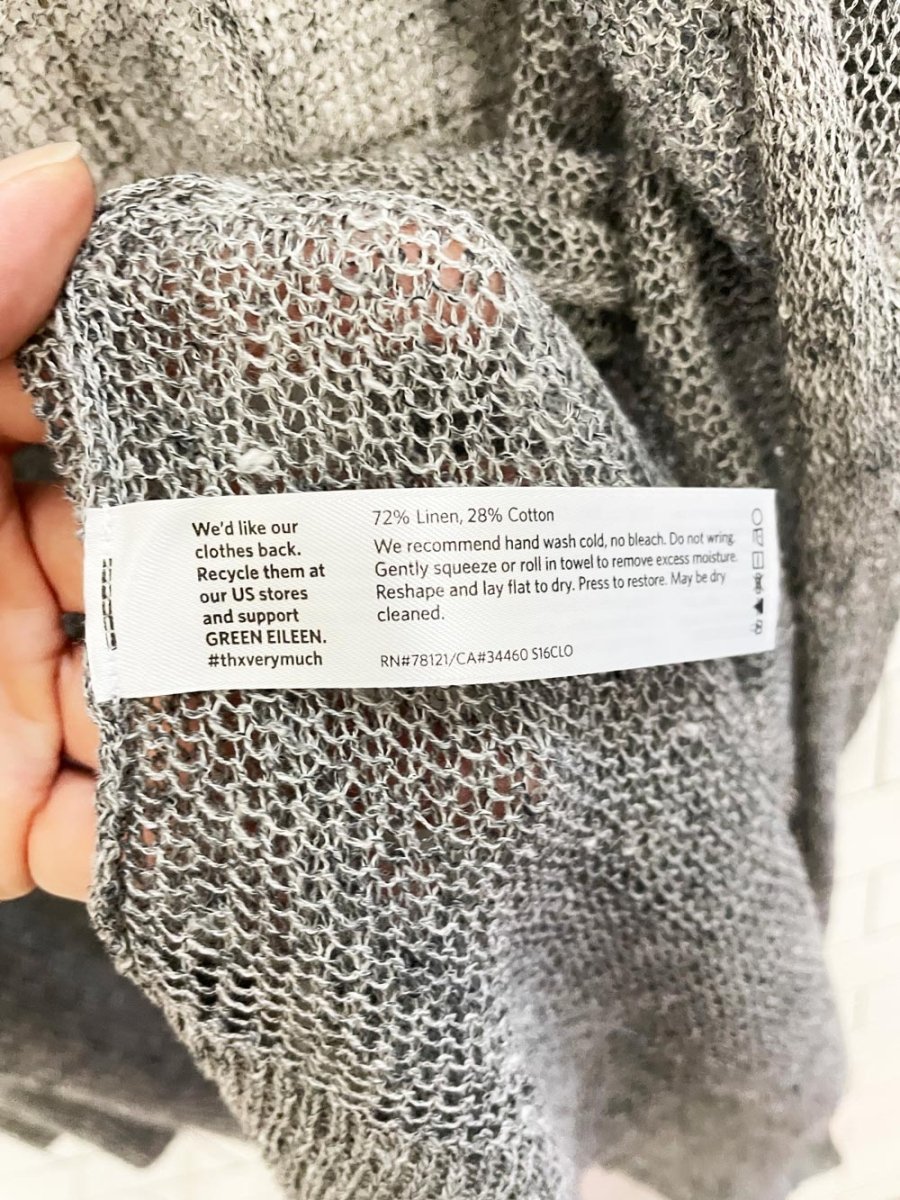 We'd like our
clothes back.
Recycle them at
our US stores
and support
GREEN EILEEN.
#thxverymuch
72% Linen, 28% Cotton
We recommend hand wash cold, no bleach. Do not wring.
Gently squeeze or roll in towel to remove excess moisture.
Reshape and lay flat to dry. Press to restore. May be dry
cleaned.
RN#78121/CA#34460 S16CLO